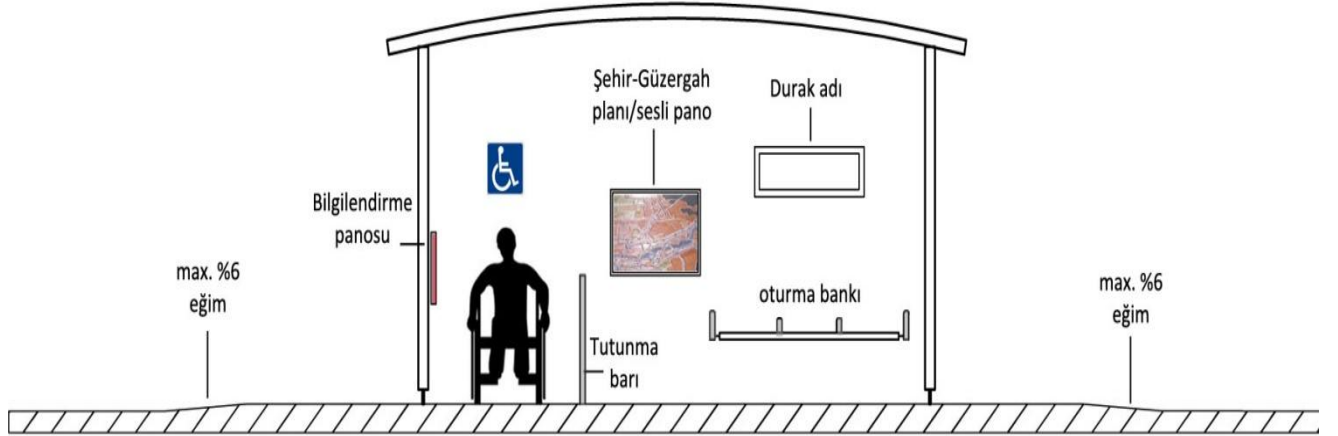 Şehir-Güzergah
planı/sesli pano
Durak adı
Bilgilendirme
panosu
max. %6
eğim
oturma bankı
max. %6
eğim
Tutunma
barı